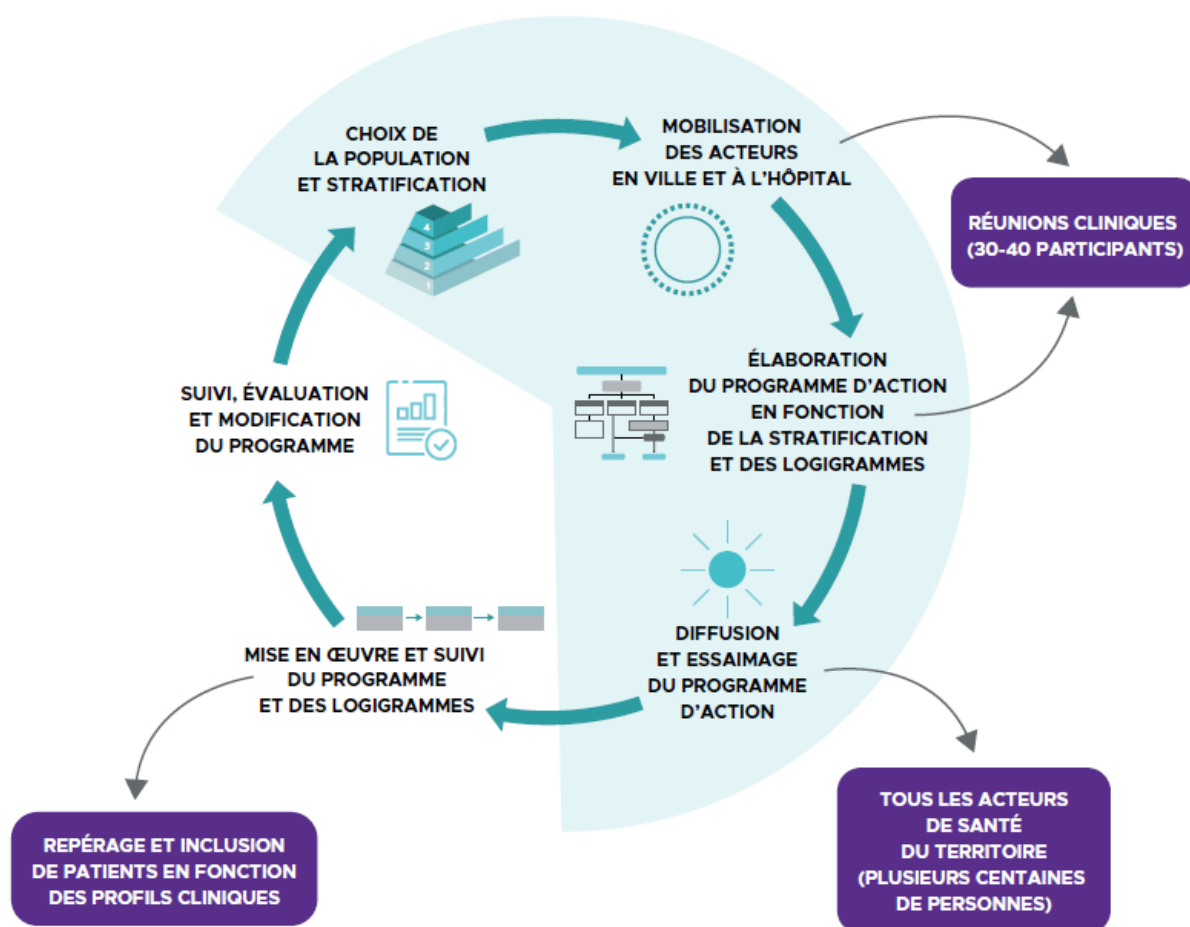 CHOIX DE
LA POPULATION
ET STRATIFICATION
4
3
2
1
MOBILISATION
DES ACTEURS
EN VILLE ET À L'HÔPITAL
RÉUNIONS CLINIQUES
(30-40 PARTICIPANTS)
ÉLABORATION
DU PROGRAMME D'ACTION
EN FONCTION
DE LA STRATIFICATION
ET DES LOGIGRAMMES
DIFFUSION
ET ESSAIMAGE
DU PROGRAMME
D'ACTION
TOUS LES ACTEURS
DE SANTÉ
DU TERRITOIRE
(PLUSIEURS CENTAINES
DE PERSONNES)
MISE EN ŒUVRE ET SUIVI
DU PROGRAMME
ET DES LOGIGRAMMES
REPÉRAGE ET INCLUSION
DE PATIENTS EN FONCTION
DES PROFILS CLINIQUES
SUIVI, ÉVALUATION
ET MODIFICATION
DU PROGRAMME